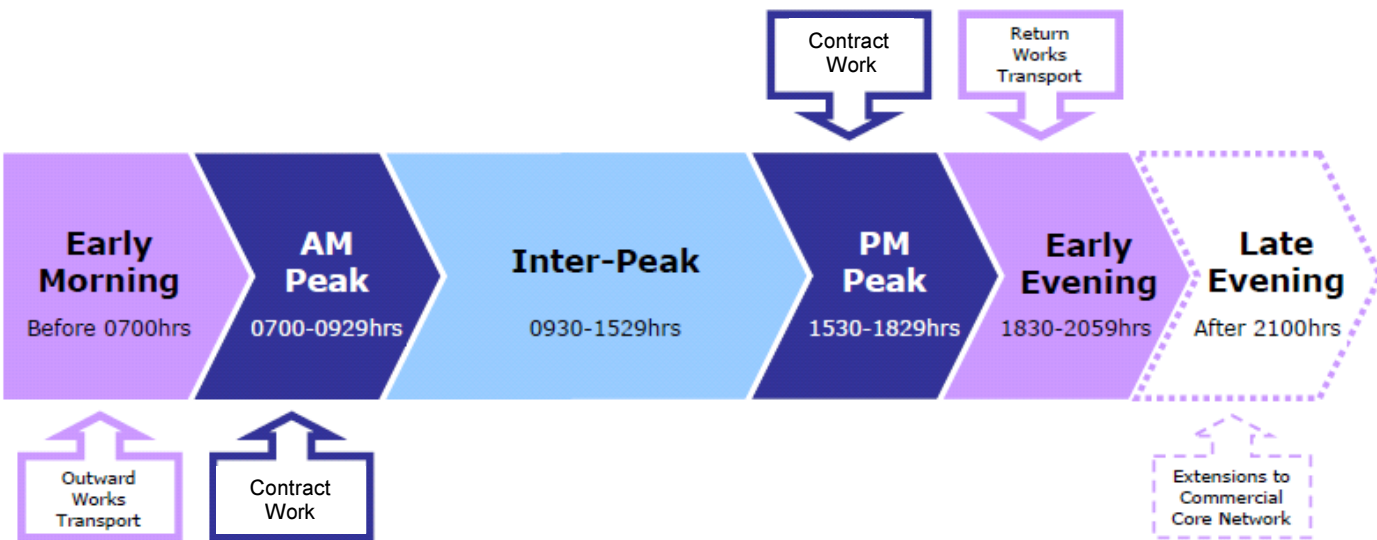 Contract
Work
Return
Works
Transport
Early
Morning
Before 0700hrs
AM
Peak
0700-0929hrs
Inter-Peak
0930-1529hrs
PM
Peak
1530-1829hrs
Early
Evening
1830-2059hrs
Late
Evening
After 2100hrs
Outward
Works
Transport
Contract
Work
Extensions to
Commercial
Core Network